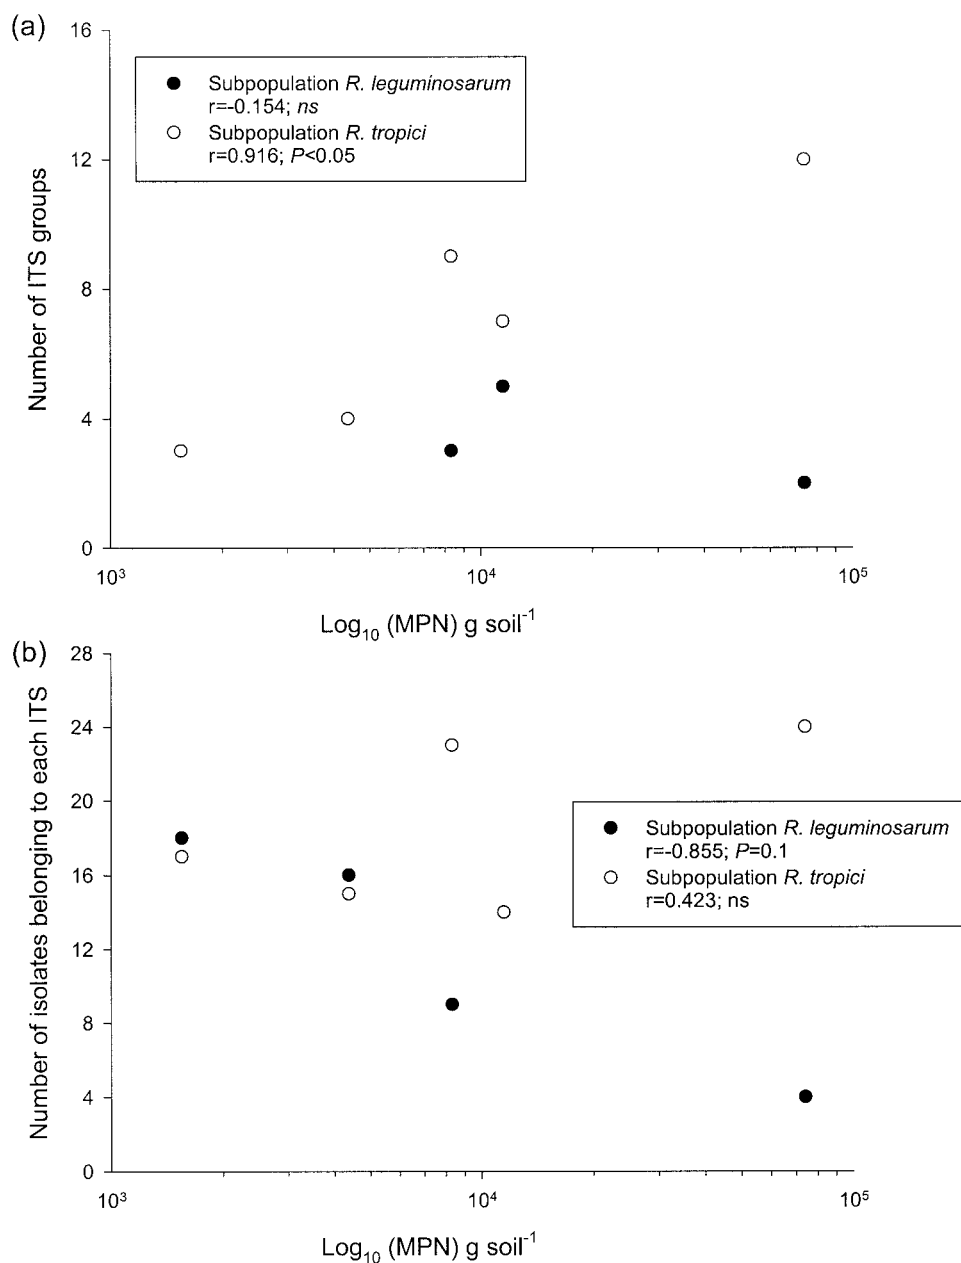 (a)
16
12
8
4
0
Number of ITS groups
● Subpopulation R. leguminosarum
r=-0.154; ns
○ Subpopulation R. tropici
r=0.916; P<0.05
10³ 10⁴ 10⁵
Log₁₀ (MPN) g soil⁻¹
(b)
28
24
20
16
12
8
4
0
Number of isolates belonging to each ITS
● Subpopulation R. leguminosarum
r=-0.855; P=0.1
○ Subpopulation R. tropici
r=0.423; ns
10³ 10⁴ 10⁵
Log₁₀ (MPN) g soil⁻¹